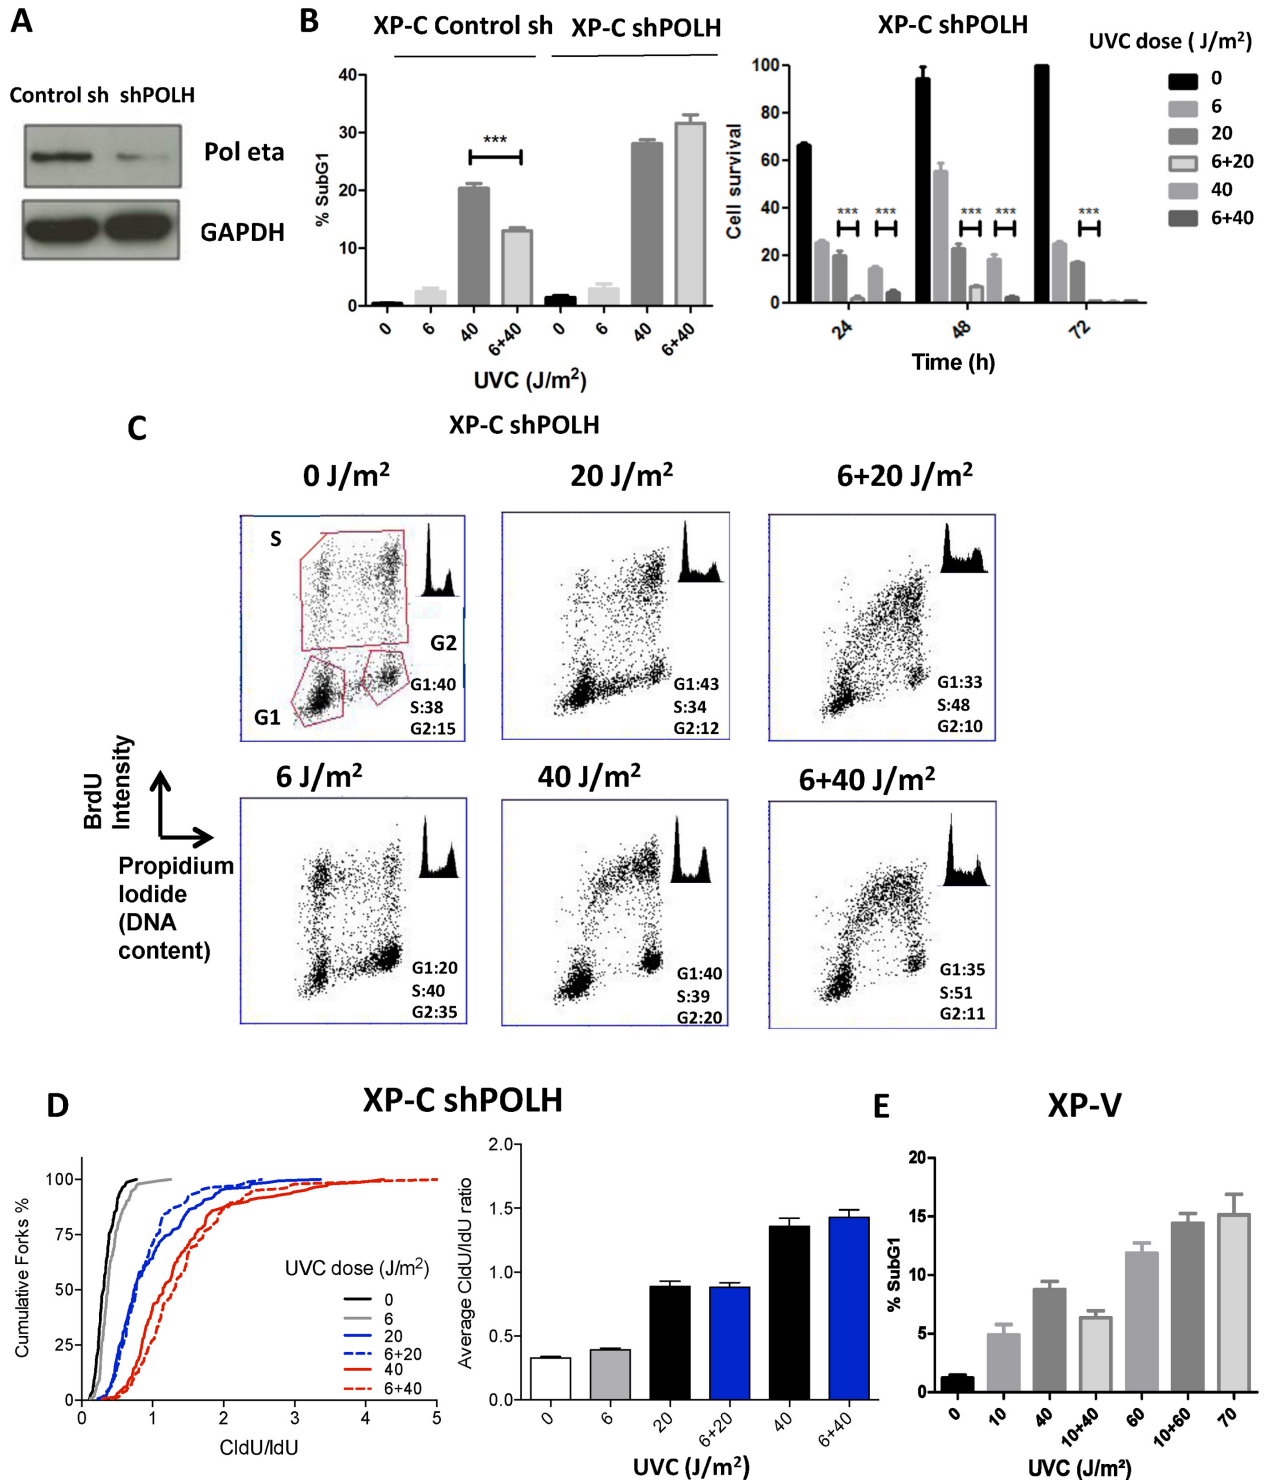 A
Control sh shPOLH
Pol eta
GAPDH
B
XP-C Control sh XP-C shPOLH
40
30
20
10
0
% SubG1
0 6 40 6+40 0 6 40 6+40
***
UVC (J/m²)
XP-C shPOLH
UVC dose ( J/m²)
0
6
20
6+20
40
6+40
100
80
60
40
20
0
Cell survival
*** *** *** *** ***
24 48 72
Time (h)
C
XP-C shPOLH
0 J/m²
S
G2
G1
G1:40
S:38
G2:15
20 J/m²
G1:43
S:34
G2:12
6+20 J/m²
G1:33
S:48
G2:10
BrdU
Intensity
Propidium
Iodide
(DNA
content)
6 J/m²
G1:20
S:40
G2:35
40 J/m²
G1:40
S:39
G2:20
6+40 J/m²
G1:35
S:51
G2:11
D
XP-C shPOLH
100
75
50
25
0
Cumulative Forks %
0 1 2 3 4 5
CldU/IdU
UVC dose (J/m²)
0
6
20
6+20
40
6+40
2.0
1.5
1.0
0.5
0.0
Average CldU/IdU ratio
0 6 20 6+20 40 6+40
UVC (J/m²)
E
XP-V
20
15
10
5
0
% SubG1
0 10 40 10+40 60 10+60 70
UVC (J/m²)